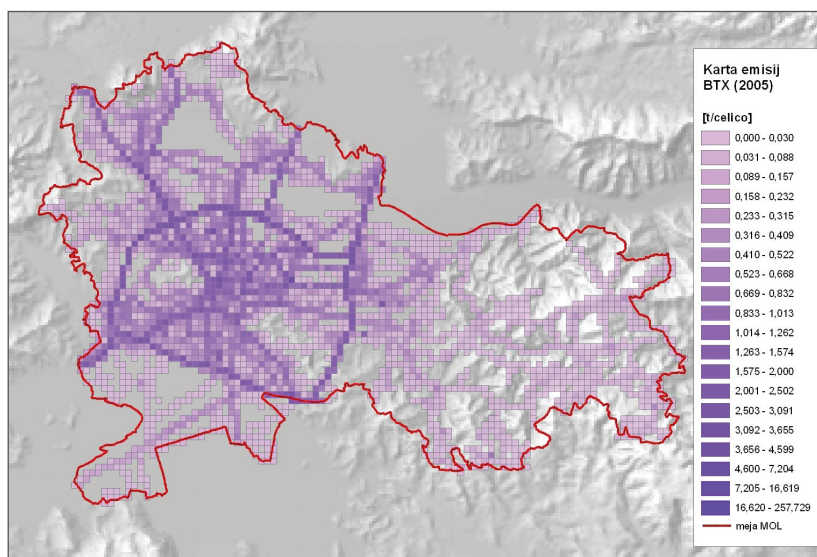 Karta emisij
BTX (2005)
[t/celico]
0,000 - 0,030
0,031 - 0,088
0,089 - 0,157
0,158 - 0,232
0,233 - 0,315
0,316 - 0,409
0,410 - 0,522
0,523 - 0,668
0,669 - 0,832
0,833 - 1,013
1,014 - 1,262
1,263 - 1,574
1,575 - 2,000
2,001 - 2,502
2,503 - 3,091
3,092 - 3,655
3,656 - 4,599
4,600 - 7,204
7,205 - 16,619
16,620 - 257,729
meja MOL